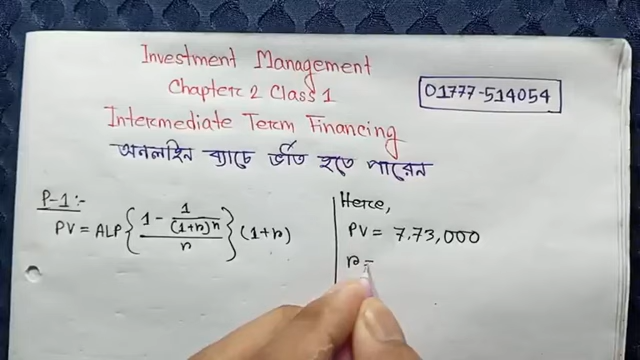 Investment Management
Chapter 2 Class 1
01777-514054
Intermediate Term Financing
অনলাইন ব্যাচে ভর্তি হতে পারেন
P-1:-
PV = ALP { (1 - 1/(1+r)^n) / r } (1+r)
Here,
PV = 7,73,000
r =